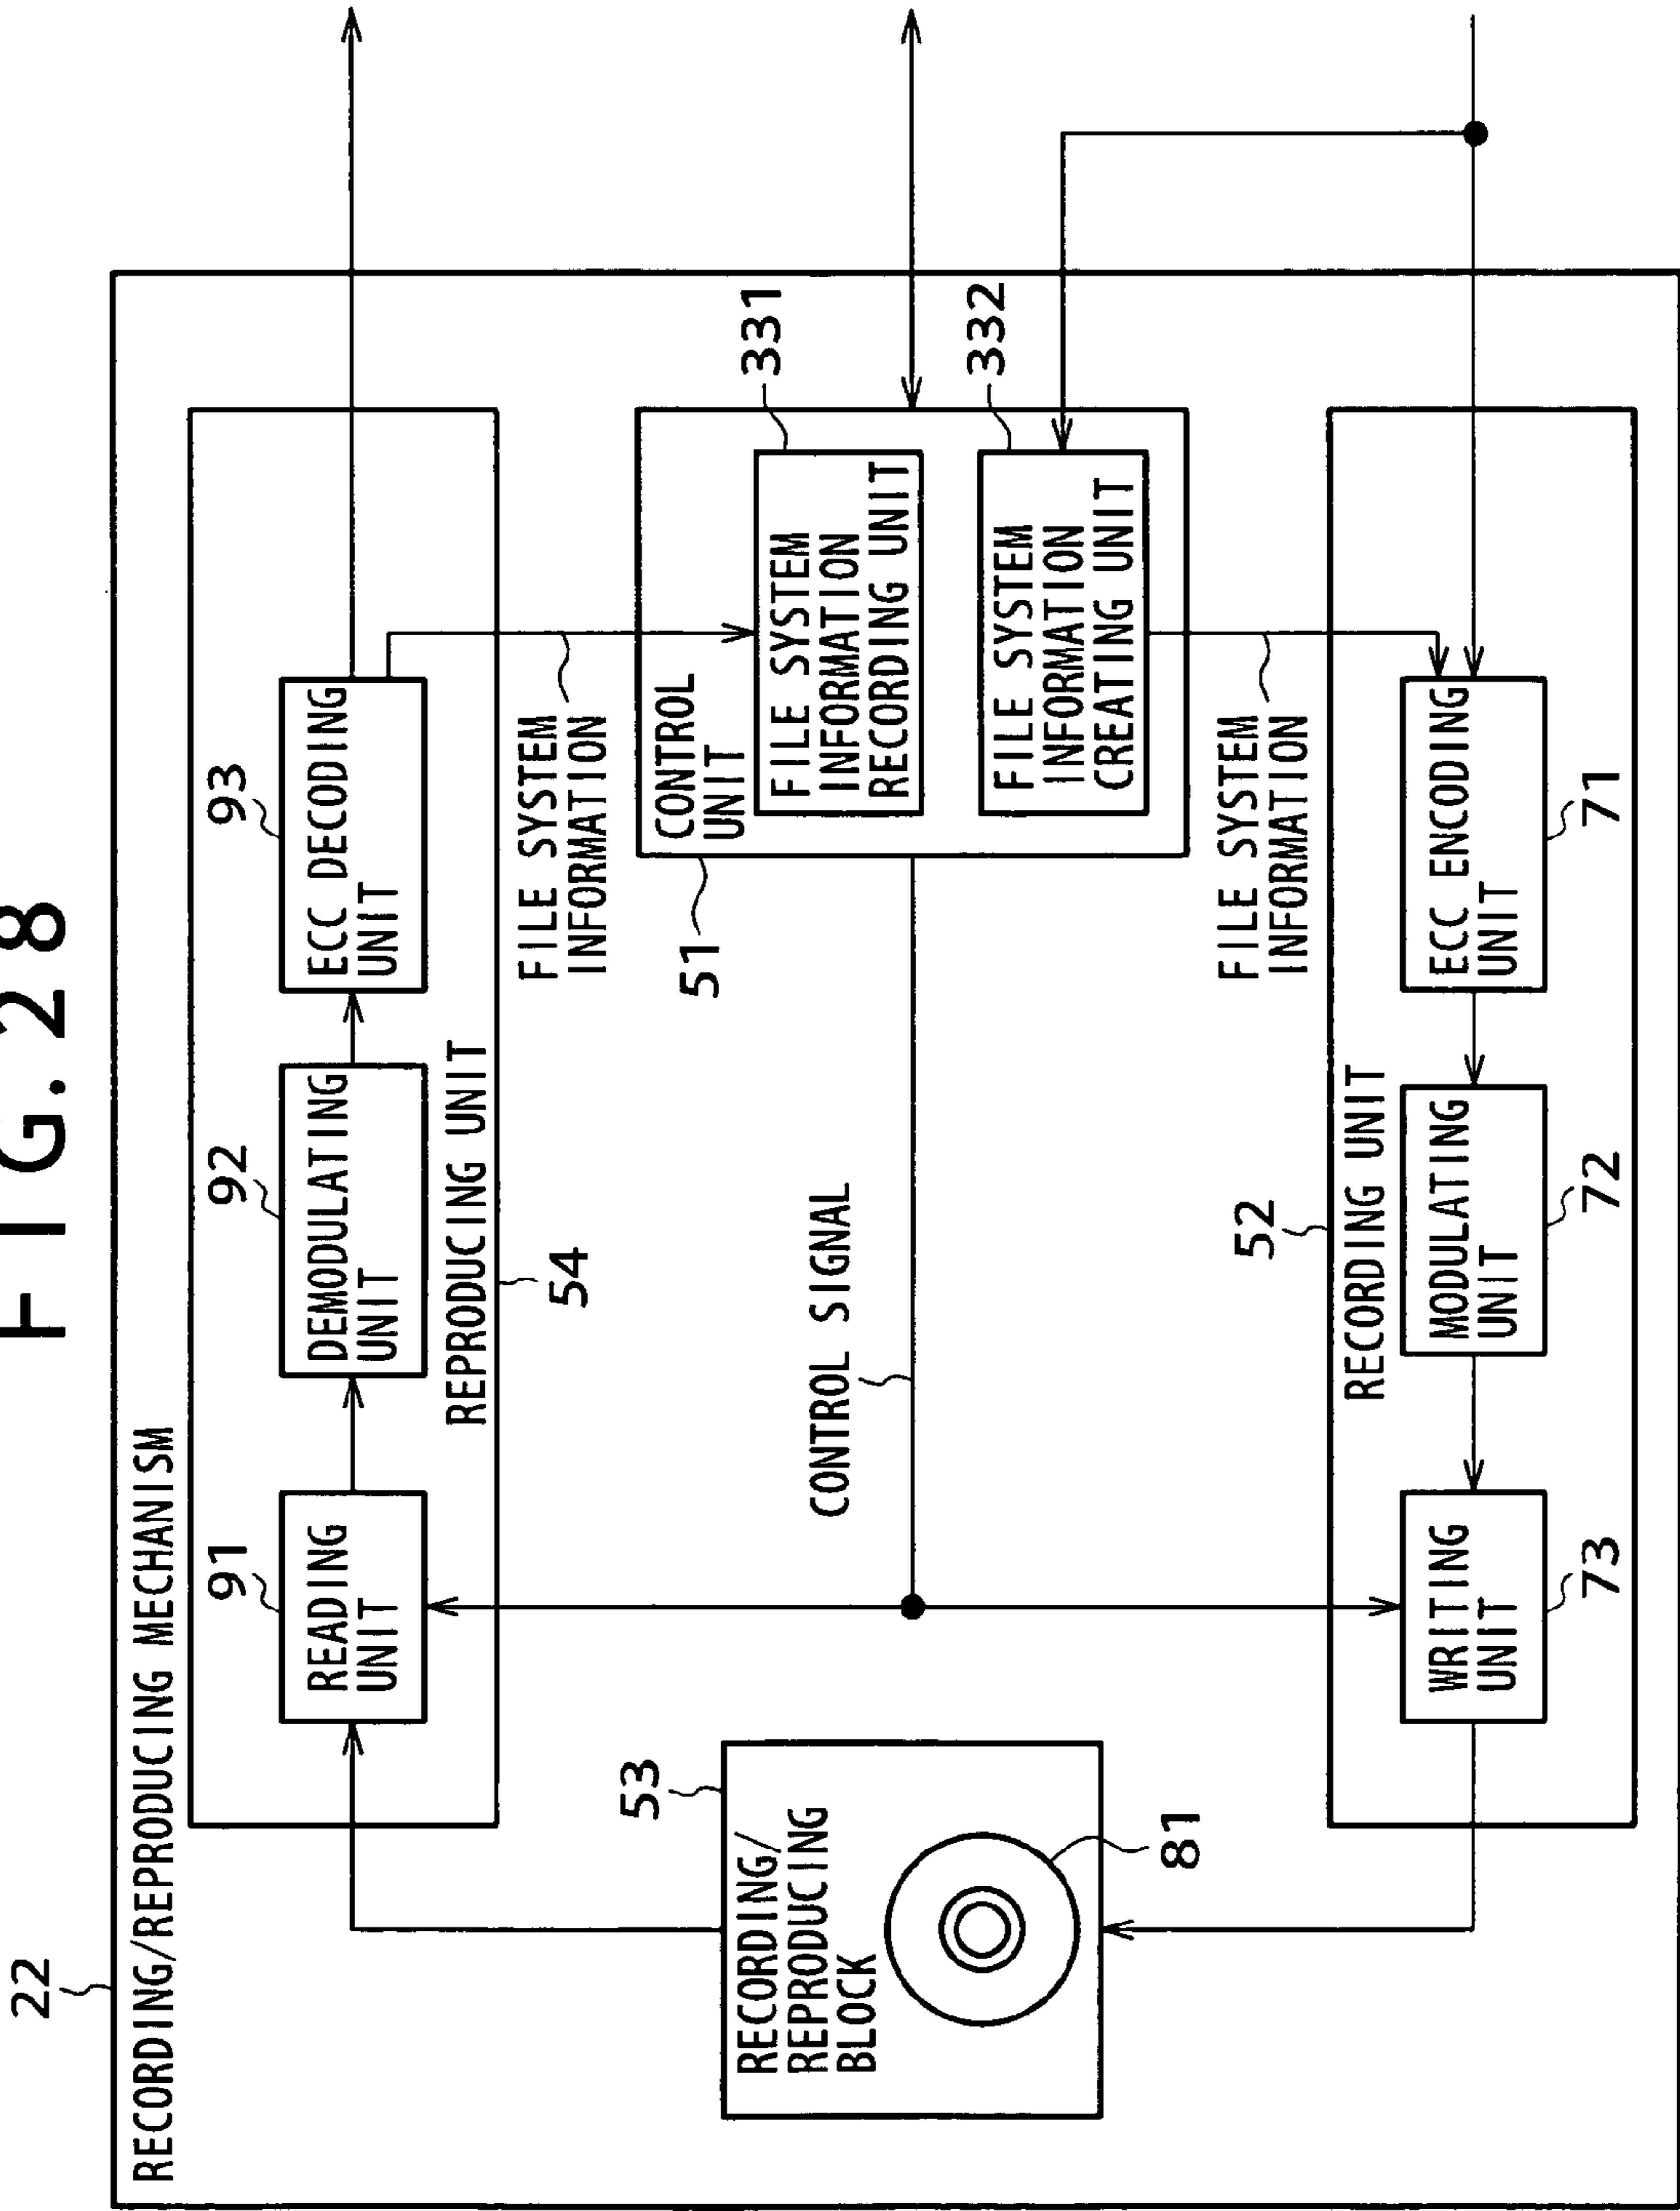 FIG. 28
22
RECORDING/REPRODUCING MECHANISM
91
READING
UNIT
92
DEMODULATING
UNIT
93
ECC DECODING
UNIT
REPRODUCING UNIT
54
FILE SYSTEM
INFORMATION
53
RECORDING/
REPRODUCING
BLOCK
81
CONTROL SIGNAL
51
CONTROL
UNIT
331
FILE SYSTEM
INFORMATION
RECORDING UNIT
332
FILE SYSTEM
INFORMATION
CREATING UNIT
FILE SYSTEM
INFORMATION
52
RECORDING UNIT
WRITING
UNIT
73
MODULATING
UNIT
72
ECC ENCODING
UNIT
71